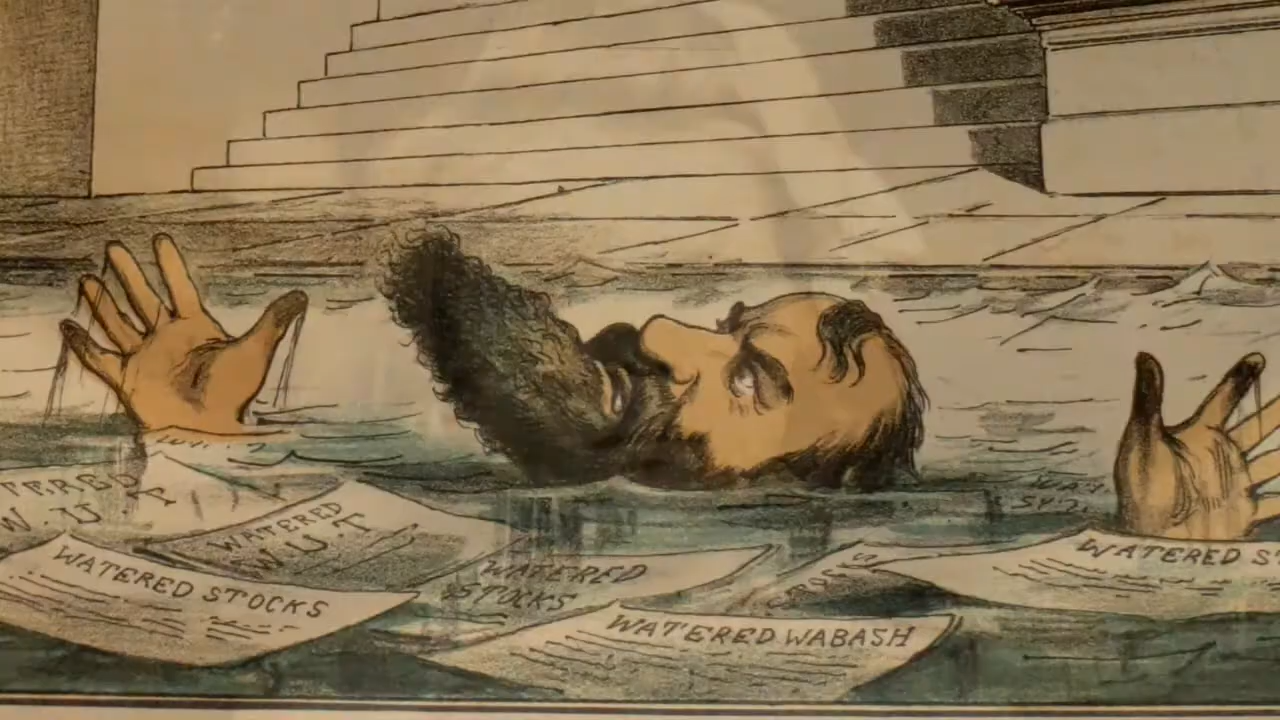 W.U.T
WATERED
W.U.T
WATERED STOCKS
WATERED
STOCKS
WATERED WABASH
WATERED S